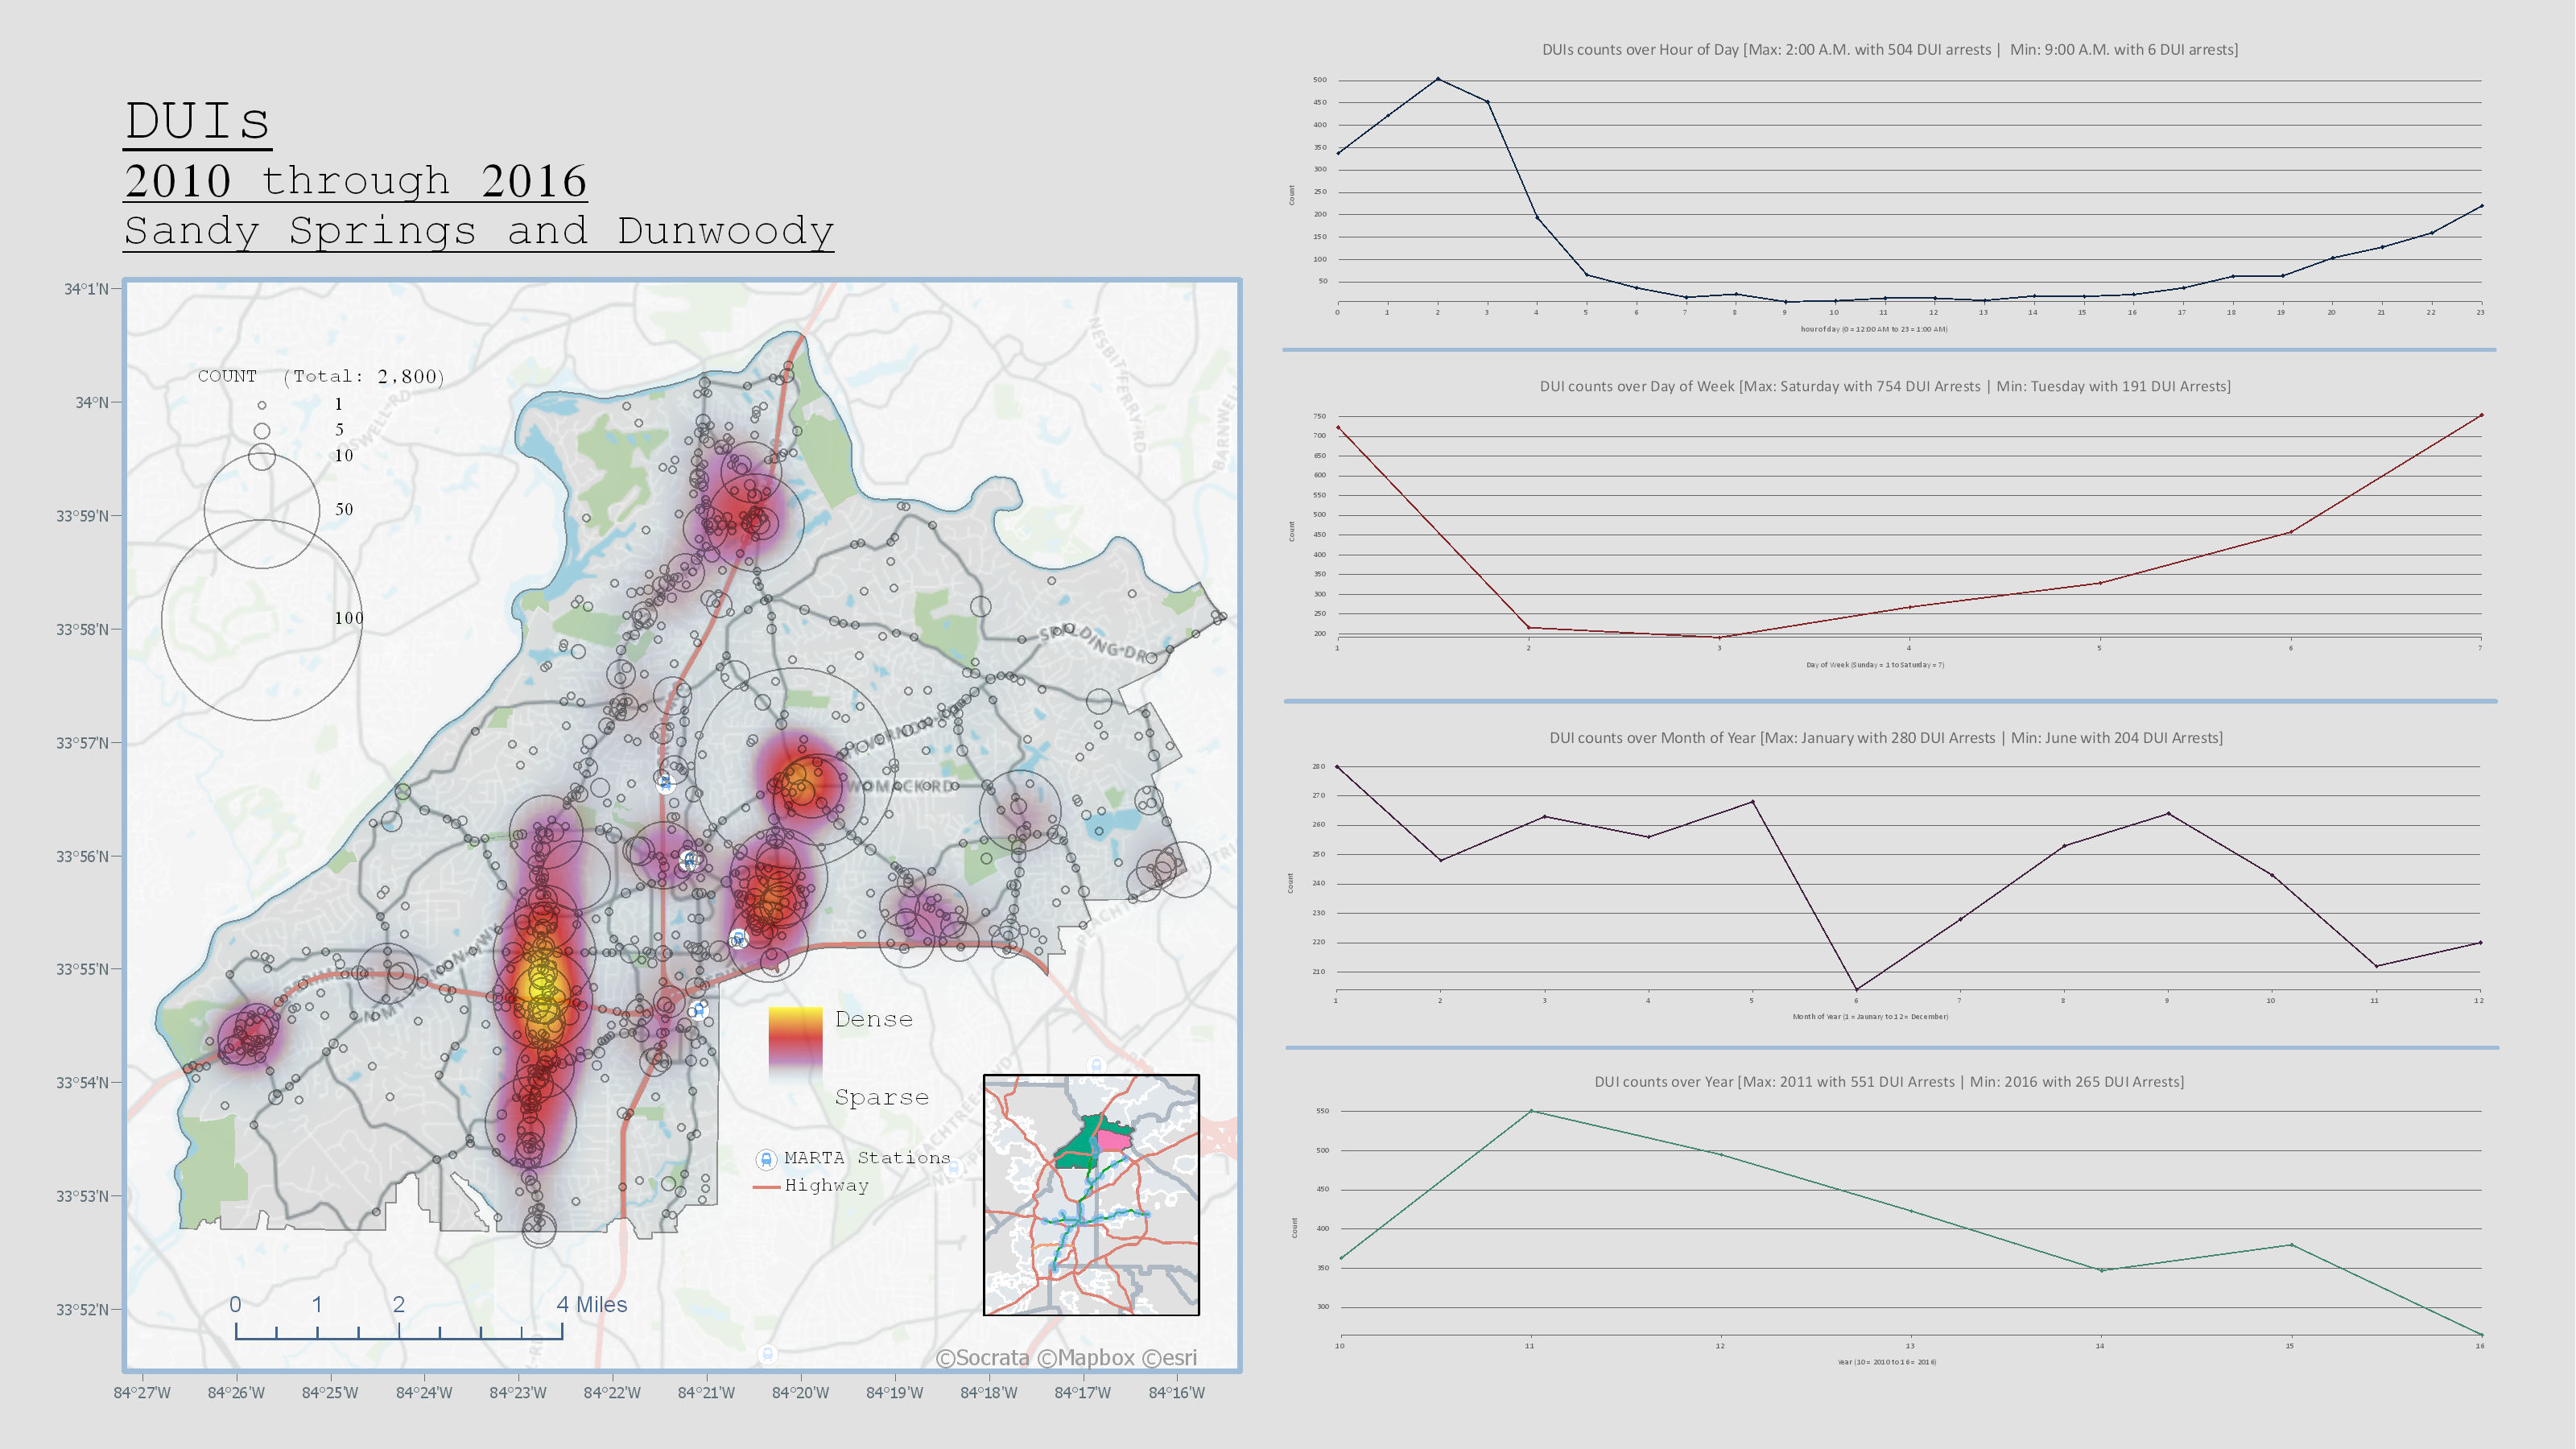 DUIs
2010 through 2016
Sandy Springs and Dunwoody
34°1'N
34°N
33°59'N
33°58'N
33°57'N
33°56'N
33°55'N
33°54'N
33°53'N
33°52'N
COUNT (Total: 2,800)
1
5
10
50
100
NESBIT FERRY RD
SPALDING DR
WOMACK RD
Dense
Sparse
MARTA Stations
Highway
0 1 2 4 Miles
©Socrata ©Mapbox ©esri
84°27'W 84°26'W 84°25'W 84°24'W 84°23'W 84°22'W 84°21'W 84°20'W 84°19'W 84°18'W 84°17'W 84°16'W
DUIs counts over Hour of Day [Max: 2:00 A.M. with 504 DUI arrests | Min: 9:00 A.M. with 6 DUI arrests]
500
450
400
350
300
250
200
150
100
50
Count
0 1 2 3 4 5 6 7 8 9 10 11 12 13 14 15 16 17 18 19 20 21 22 23
hour of day (0 = 12:00 AM to 23 = 1:00 AM)
DUI counts over Day of Week [Max: Saturday with 754 DUI Arrests | Min: Tuesday with 191 DUI Arrests]
750
700
650
600
550
500
450
400
350
300
250
200
Count
1 2 3 4 5 6 7
Day of Week (Sunday = 1 to Saturday = 7)
DUI counts over Month of Year [Max: January with 280 DUI Arrests | Min: June with 204 DUI Arrests]
280
270
260
250
240
230
220
210
Count
1 2 3 4 5 6 7 8 9 10 11 12
Month of Year (1 = Jaunary to 12 = December)
DUI counts over Year [Max: 2011 with 551 DUI Arrests | Min: 2016 with 265 DUI Arrests]
550
500
450
400
350
300
Count
10 11 12 13 14 15 16
Year (10 = 2010 to 16 = 2016)